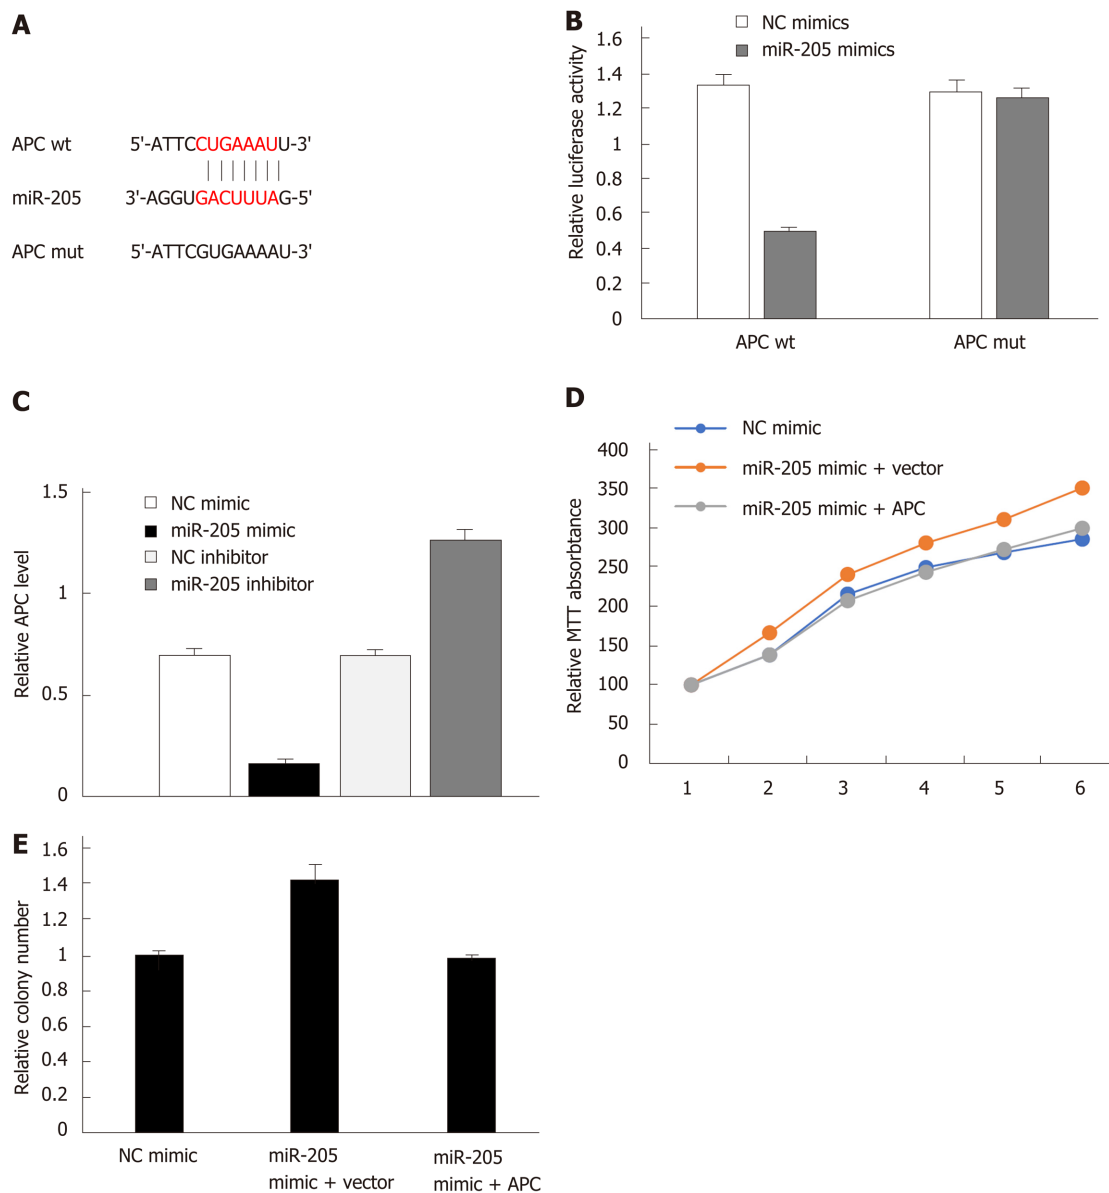 A
APC wt 5'-ATTCCUGAAAUU-3'
miR-205 3'-AGGUGACUUUAG-5'
APC mut 5'-ATTCGUGAAAAU-3'
B
NC mimics
miR-205 mimics
Relative luciferase activity
1.6
1.4
1.2
1
0.8
0.6
0.4
0.2
0
APC wt APC mut
C
NC mimic
miR-205 mimic
NC inhibitor
miR-205 inhibitor
Relative APC level
1.5
1
0.5
0
D
NC mimic
miR-205 mimic + vector
miR-205 mimic + APC
Relative MTT absorbtance
400
350
300
250
200
150
100
50
0
1 2 3 4 5 6
E
Relative colony number
1.6
1.4
1.2
1
0.8
0.6
0.4
0.2
0
NC mimic
miR-205
mimic + vector
miR-205
mimic + APC